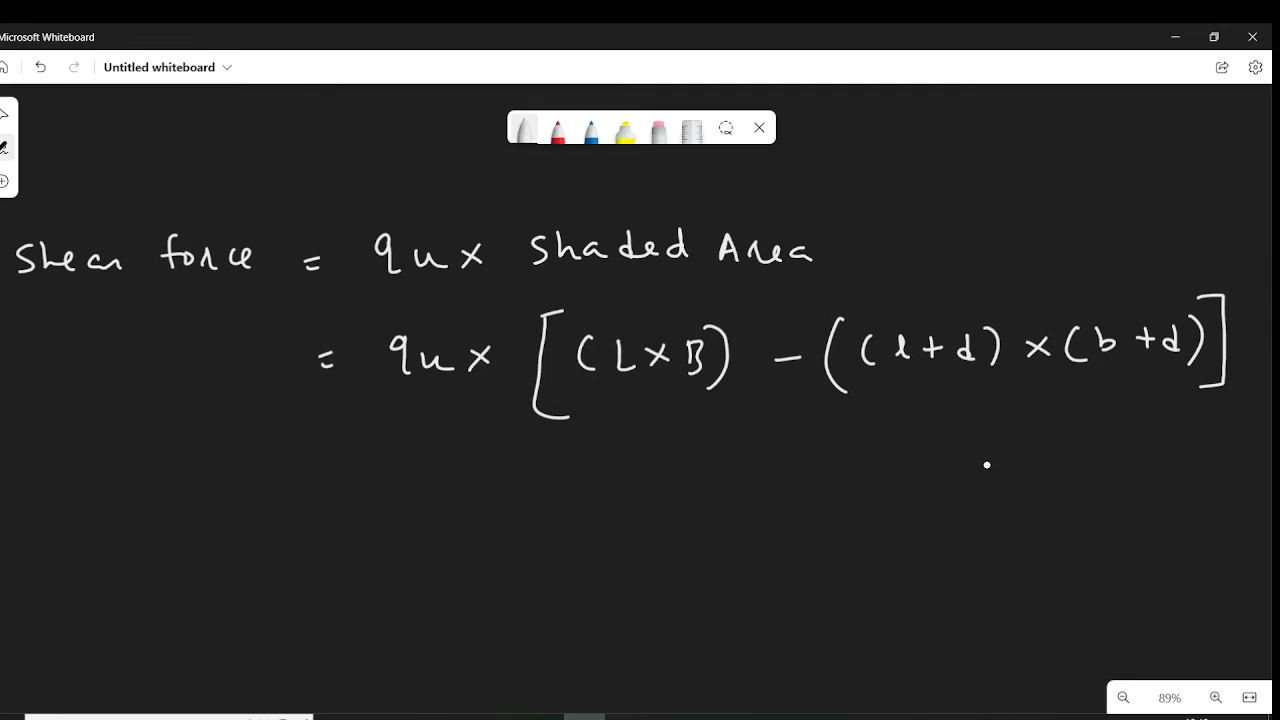 Microsoft Whiteboard
Untitled whiteboard
Shear force = qu × Shaded Area
= qu × [(L×B) - ((l+d) × (b+d)]
89%